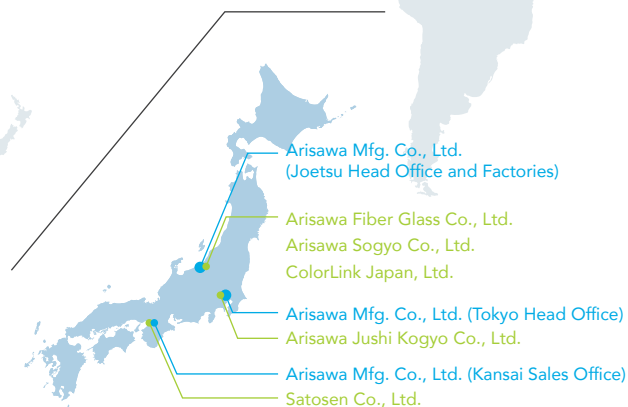 Arisawa Mfg. Co., Ltd.
(Joetsu Head Office and Factories)
Arisawa Fiber Glass Co., Ltd.
Arisawa Sogyo Co., Ltd.
ColorLink Japan, Ltd.
Arisawa Mfg. Co., Ltd. (Tokyo Head Office)
Arisawa Jushi Kogyo Co., Ltd.
Arisawa Mfg. Co., Ltd. (Kansai Sales Office)
Satosen Co., Ltd.